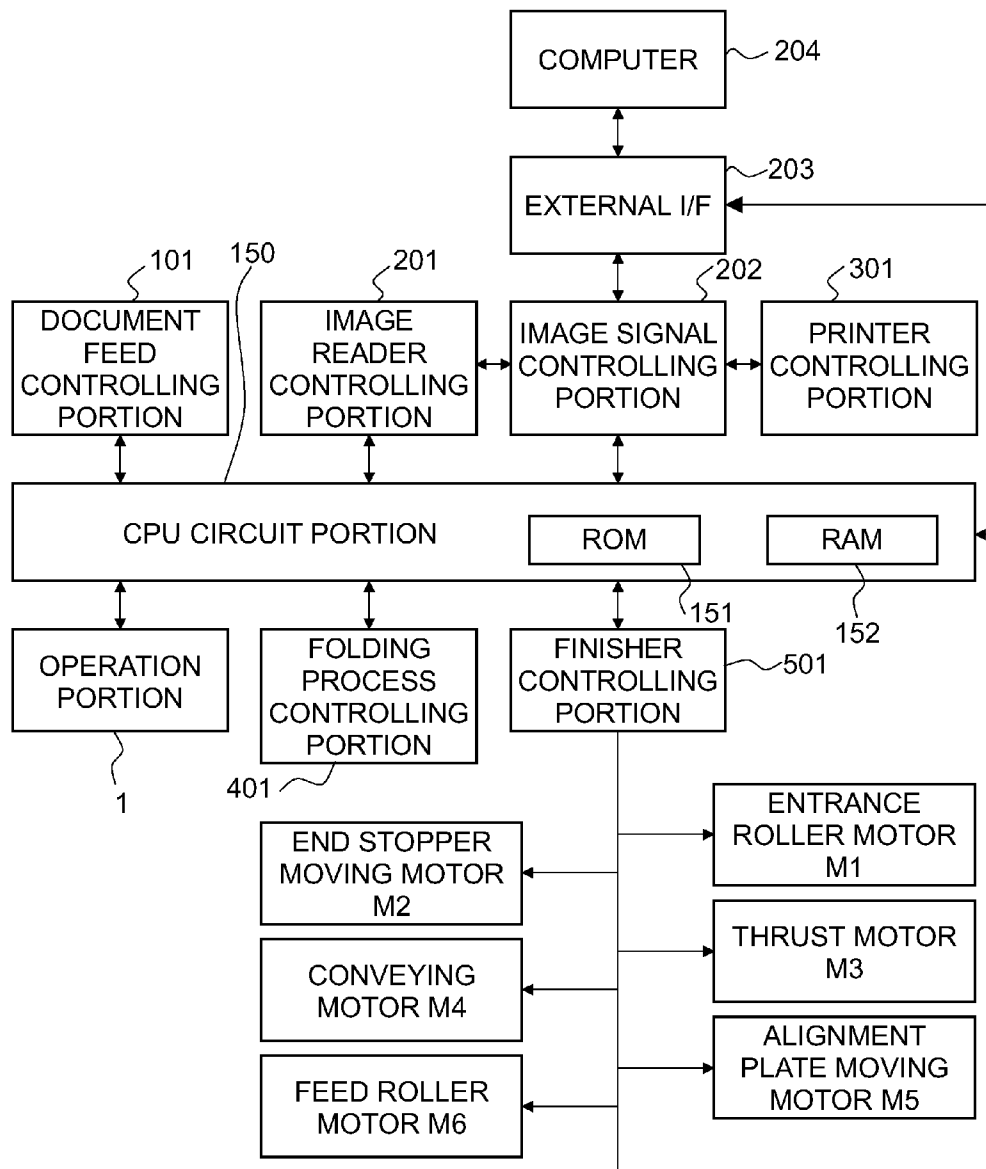 COMPUTER
204
EXTERNAL I/F
203
150
101
201
202
301
DOCUMENT
FEED
CONTROLLING
PORTION
IMAGE
READER
CONTROLLING
PORTION
IMAGE SIGNAL
CONTROLLING
PORTION
PRINTER
CONTROLLING
PORTION
CPU CIRCUIT PORTION
ROM
RAM
151
152
OPERATION
PORTION
FOLDING
PROCESS
CONTROLLING
PORTION
FINISHER
CONTROLLING
PORTION
501
1
401
ENTRANCE
ROLLER MOTOR
M1
END STOPPER
MOVING MOTOR
M2
THRUST MOTOR
M3
CONVEYING
MOTOR M4
ALIGNMENT
PLATE MOVING
MOTOR M5
FEED ROLLER
MOTOR M6